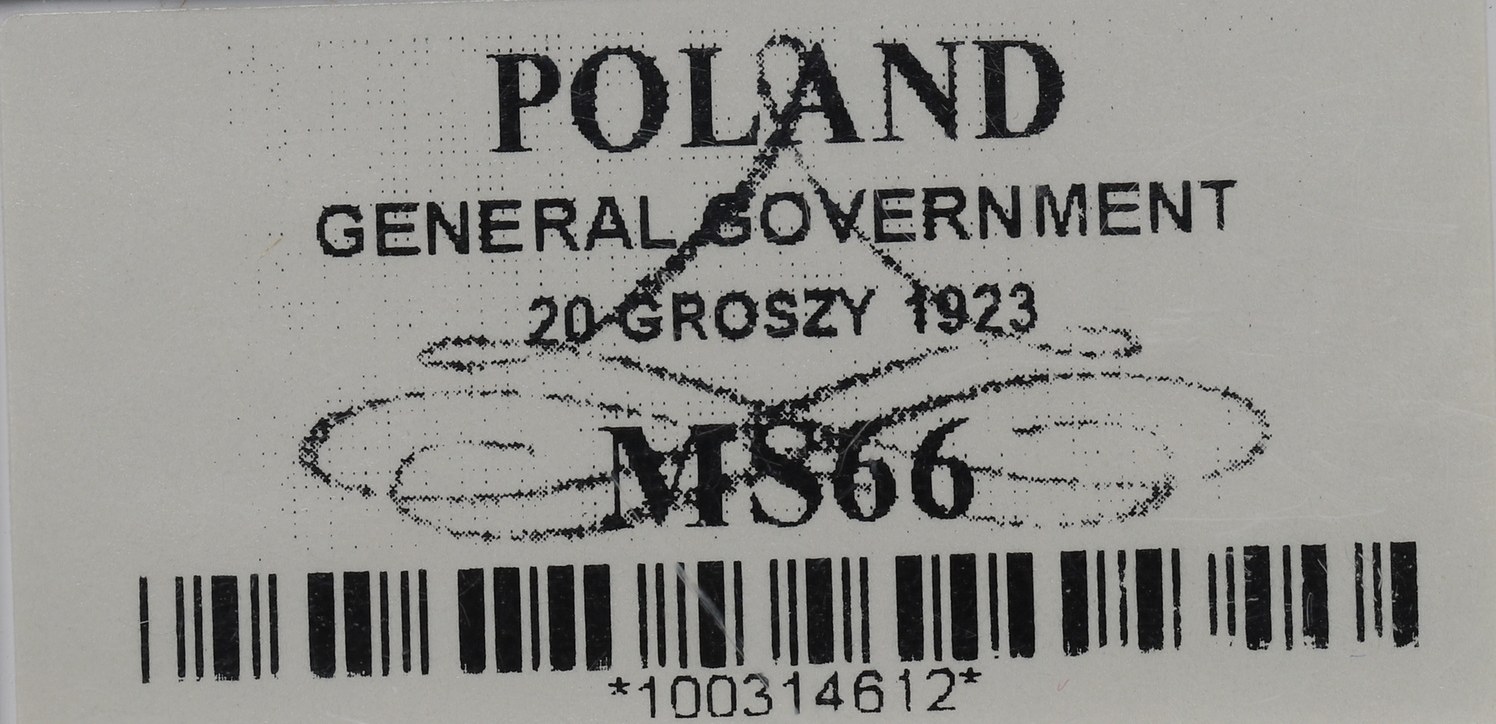 POLAND
GENERAL GOVERNMENT
20 GROSZY 1923
MS66
*100314612*